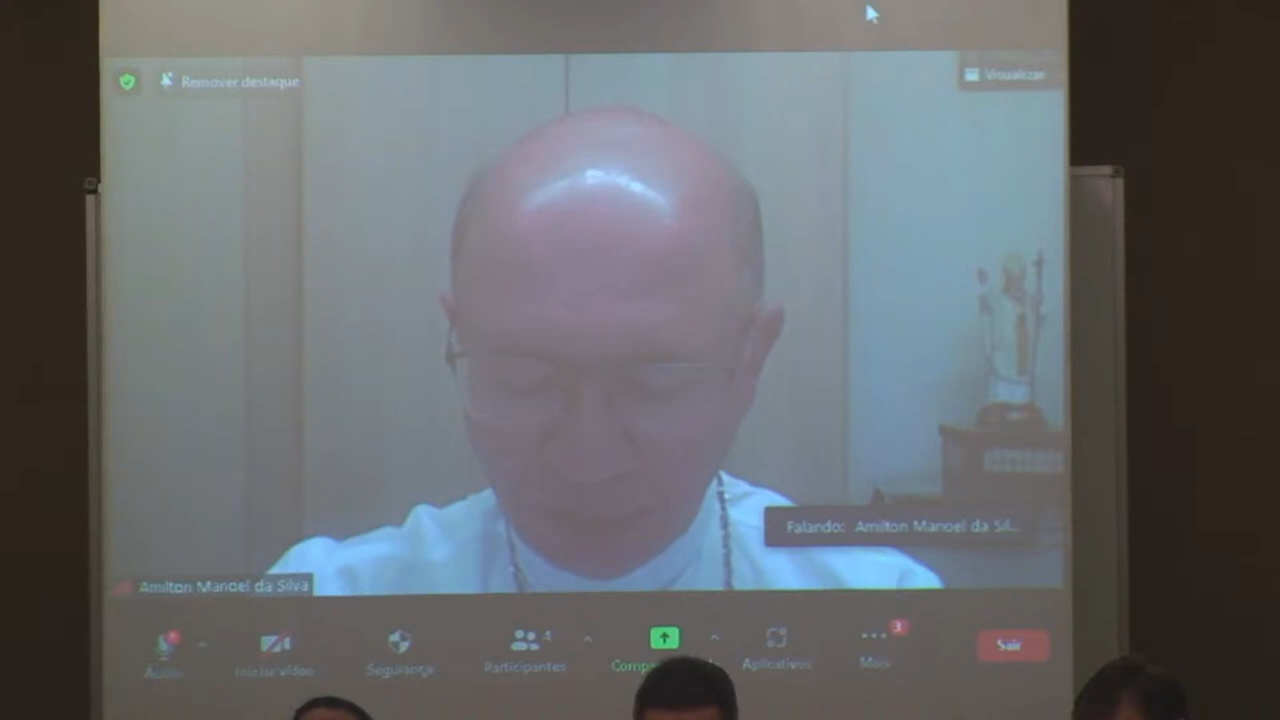 Remover destaque
Visualizar
Falando: Amilton Manoel da Sil...
Amilton Manoel da Silva
4
3
Áudio
Iniciar vídeo
Segurança
Participantes
Compa
Aplicativos
Mais
Sair